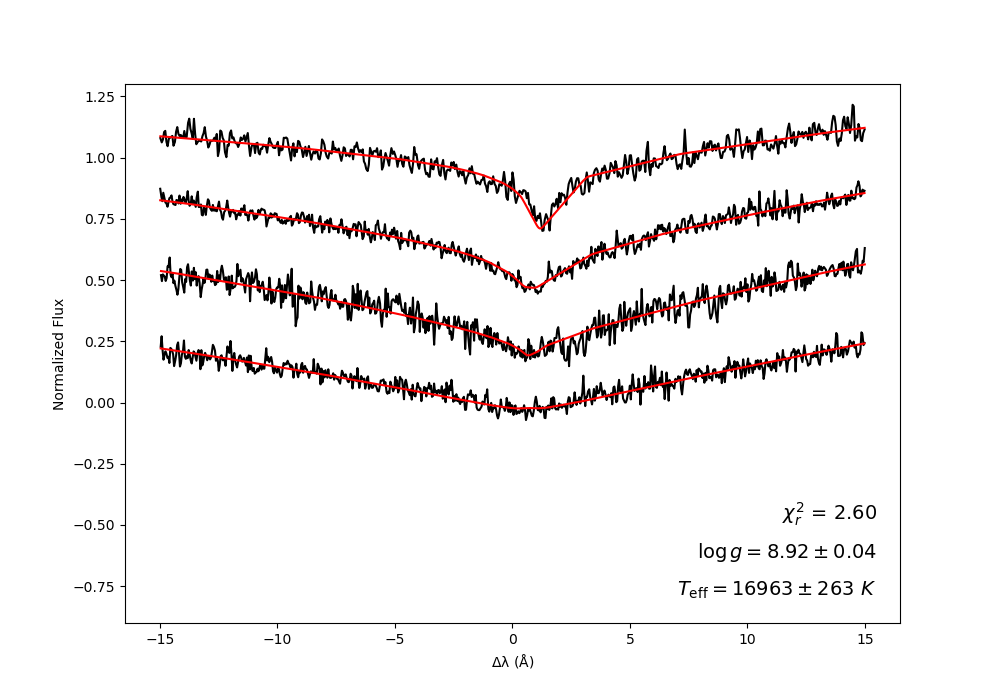 1.25
1.00
0.75
0.50
0.25
0.00
−0.25
−0.50
−0.75
Normalized Flux
χ²ᵣ = 2.60
log g = 8.92 ± 0.04
T_eff = 16963 ± 263 K
−15 −10 −5 0 5 10 15
Δλ (Å)